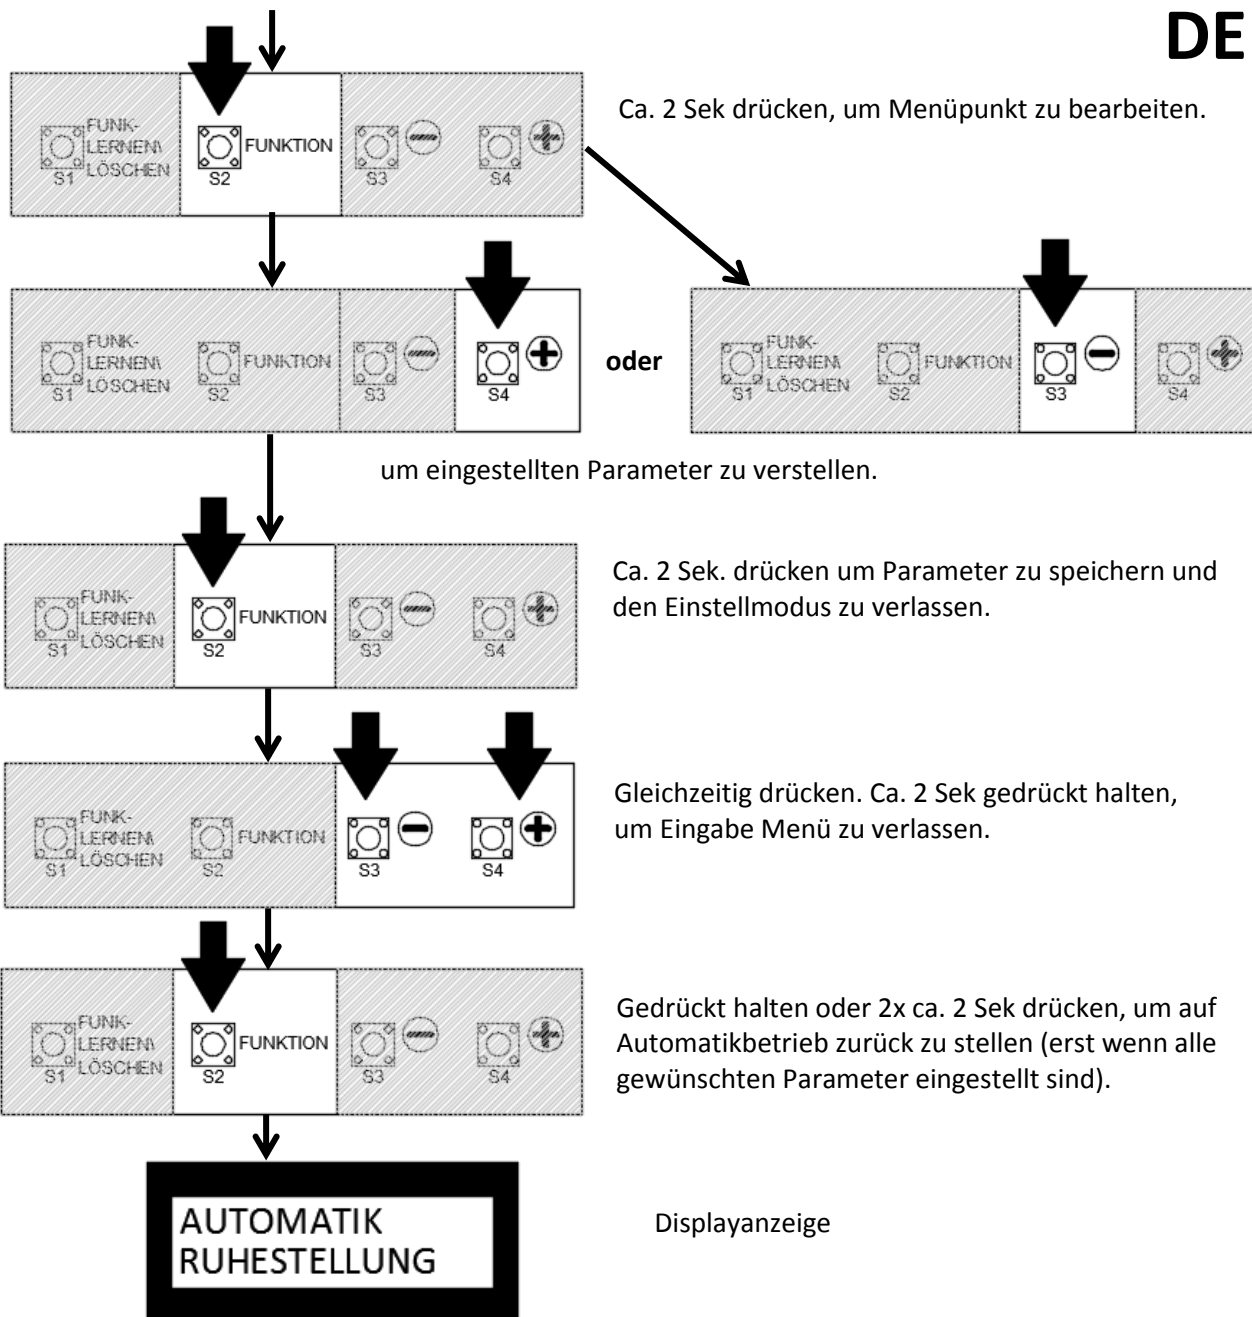 DE
Ca. 2 Sek drücken, um Menüpunkt zu bearbeiten.
FUNK-
LERNEN\
LÖSCHEN
S1
S2
FUNKTION
S3
S4
FUNK-
LERNEN\
LÖSCHEN
S1
S2
FUNKTION
S3
S4
oder
FUNK-
LERNEN\
LÖSCHEN
S1
S2
FUNKTION
S3
S4
um eingestellten Parameter zu verstellen.
FUNK-
LERNEN\
LÖSCHEN
S1
S2
FUNKTION
S3
S4
Ca. 2 Sek. drücken um Parameter zu speichern und
den Einstellmodus zu verlassen.
FUNK-
LERNEN\
LÖSCHEN
S1
S2
FUNKTION
S3
S4
Gleichzeitig drücken. Ca. 2 Sek gedrückt halten,
um Eingabe Menü zu verlassen.
FUNK-
LERNEN\
LÖSCHEN
S1
S2
FUNKTION
S3
S4
Gedrückt halten oder 2x ca. 2 Sek drücken, um auf
Automatikbetrieb zurück zu stellen (erst wenn alle
gewünschten Parameter eingestellt sind).
AUTOMATIK
RUHESTELLUNG
Displayanzeige